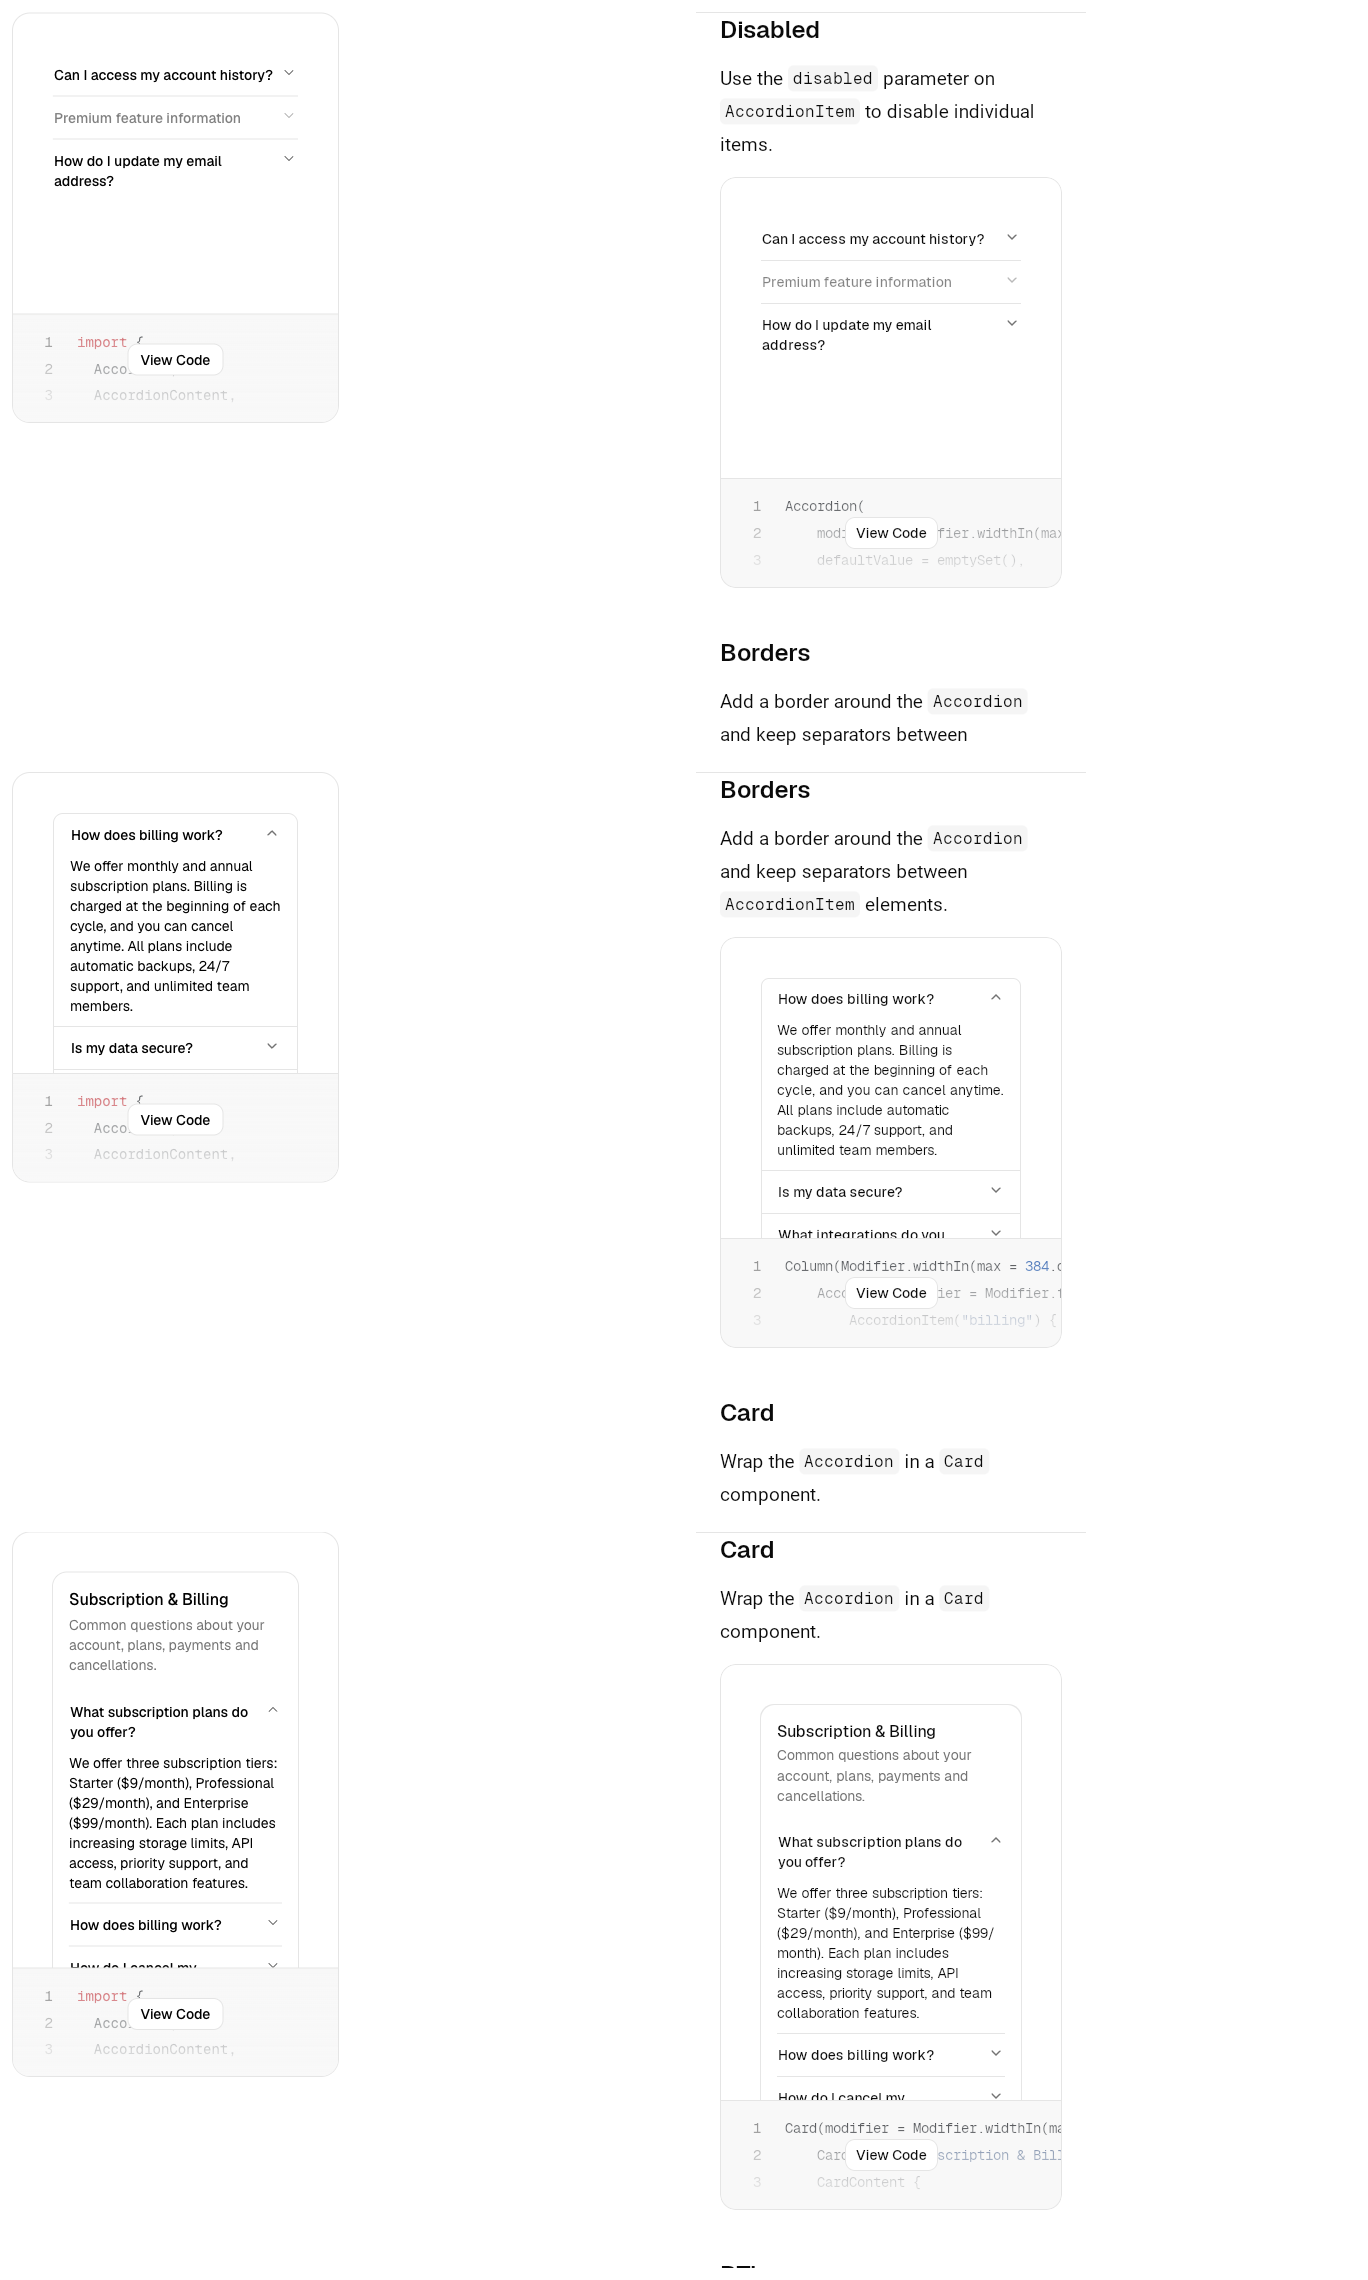 Can I access my account history?
Premium feature information
How do I update my email
address?
1 import {
2 Acco
View Code
3 AccordionContent,
Disabled
Use the disabled parameter on
AccordionItem to disable individual
items.
Can I access my account history?
Premium feature information
How do I update my email
address?
1 Accordion(
2 modi View Code fier.widthIn(max
3 defaultValue = emptySet(),
Borders
Add a border around the Accordion
and keep separators between
How does billing work?
We offer monthly and annual
subscription plans. Billing is
charged at the beginning of each
cycle, and you can cancel
anytime. All plans include
automatic backups, 24/7
support, and unlimited team
members.
Is my data secure?
1 import {
2 Acco
View Code
3 AccordionContent,
Borders
Add a border around the Accordion
and keep separators between
AccordionItem elements.
How does billing work?
We offer monthly and annual
subscription plans. Billing is
charged at the beginning of each
cycle, and you can cancel anytime.
All plans include automatic
backups, 24/7 support, and
unlimited team members.
Is my data secure?
What integrations do you
1 Column(Modifier.widthIn(max = 384.d
2 Acco View Code ier = Modifier.f
3 AccordionItem("billing") {
Card
Wrap the Accordion in a Card
component.
Subscription & Billing
Common questions about your
account, plans, payments and
cancellations.
What subscription plans do
you offer?
We offer three subscription tiers:
Starter ($9/month), Professional
($29/month), and Enterprise
($99/month). Each plan includes
increasing storage limits, API
access, priority support, and
team collaboration features.
How does billing work?
How do I cancel my
1 import {
2 Acco
View Code
3 AccordionContent,
Card
Wrap the Accordion in a Card
component.
Subscription & Billing
Common questions about your
account, plans, payments and
cancellations.
What subscription plans do
you offer?
We offer three subscription tiers:
Starter ($9/month), Professional
($29/month), and Enterprise ($99/
month). Each plan includes
increasing storage limits, API
access, priority support, and team
collaboration features.
How does billing work?
How do I cancel my
1 Card(modifier = Modifier.widthIn(ma
2 Card View Code scription & Bill
3 CardContent {